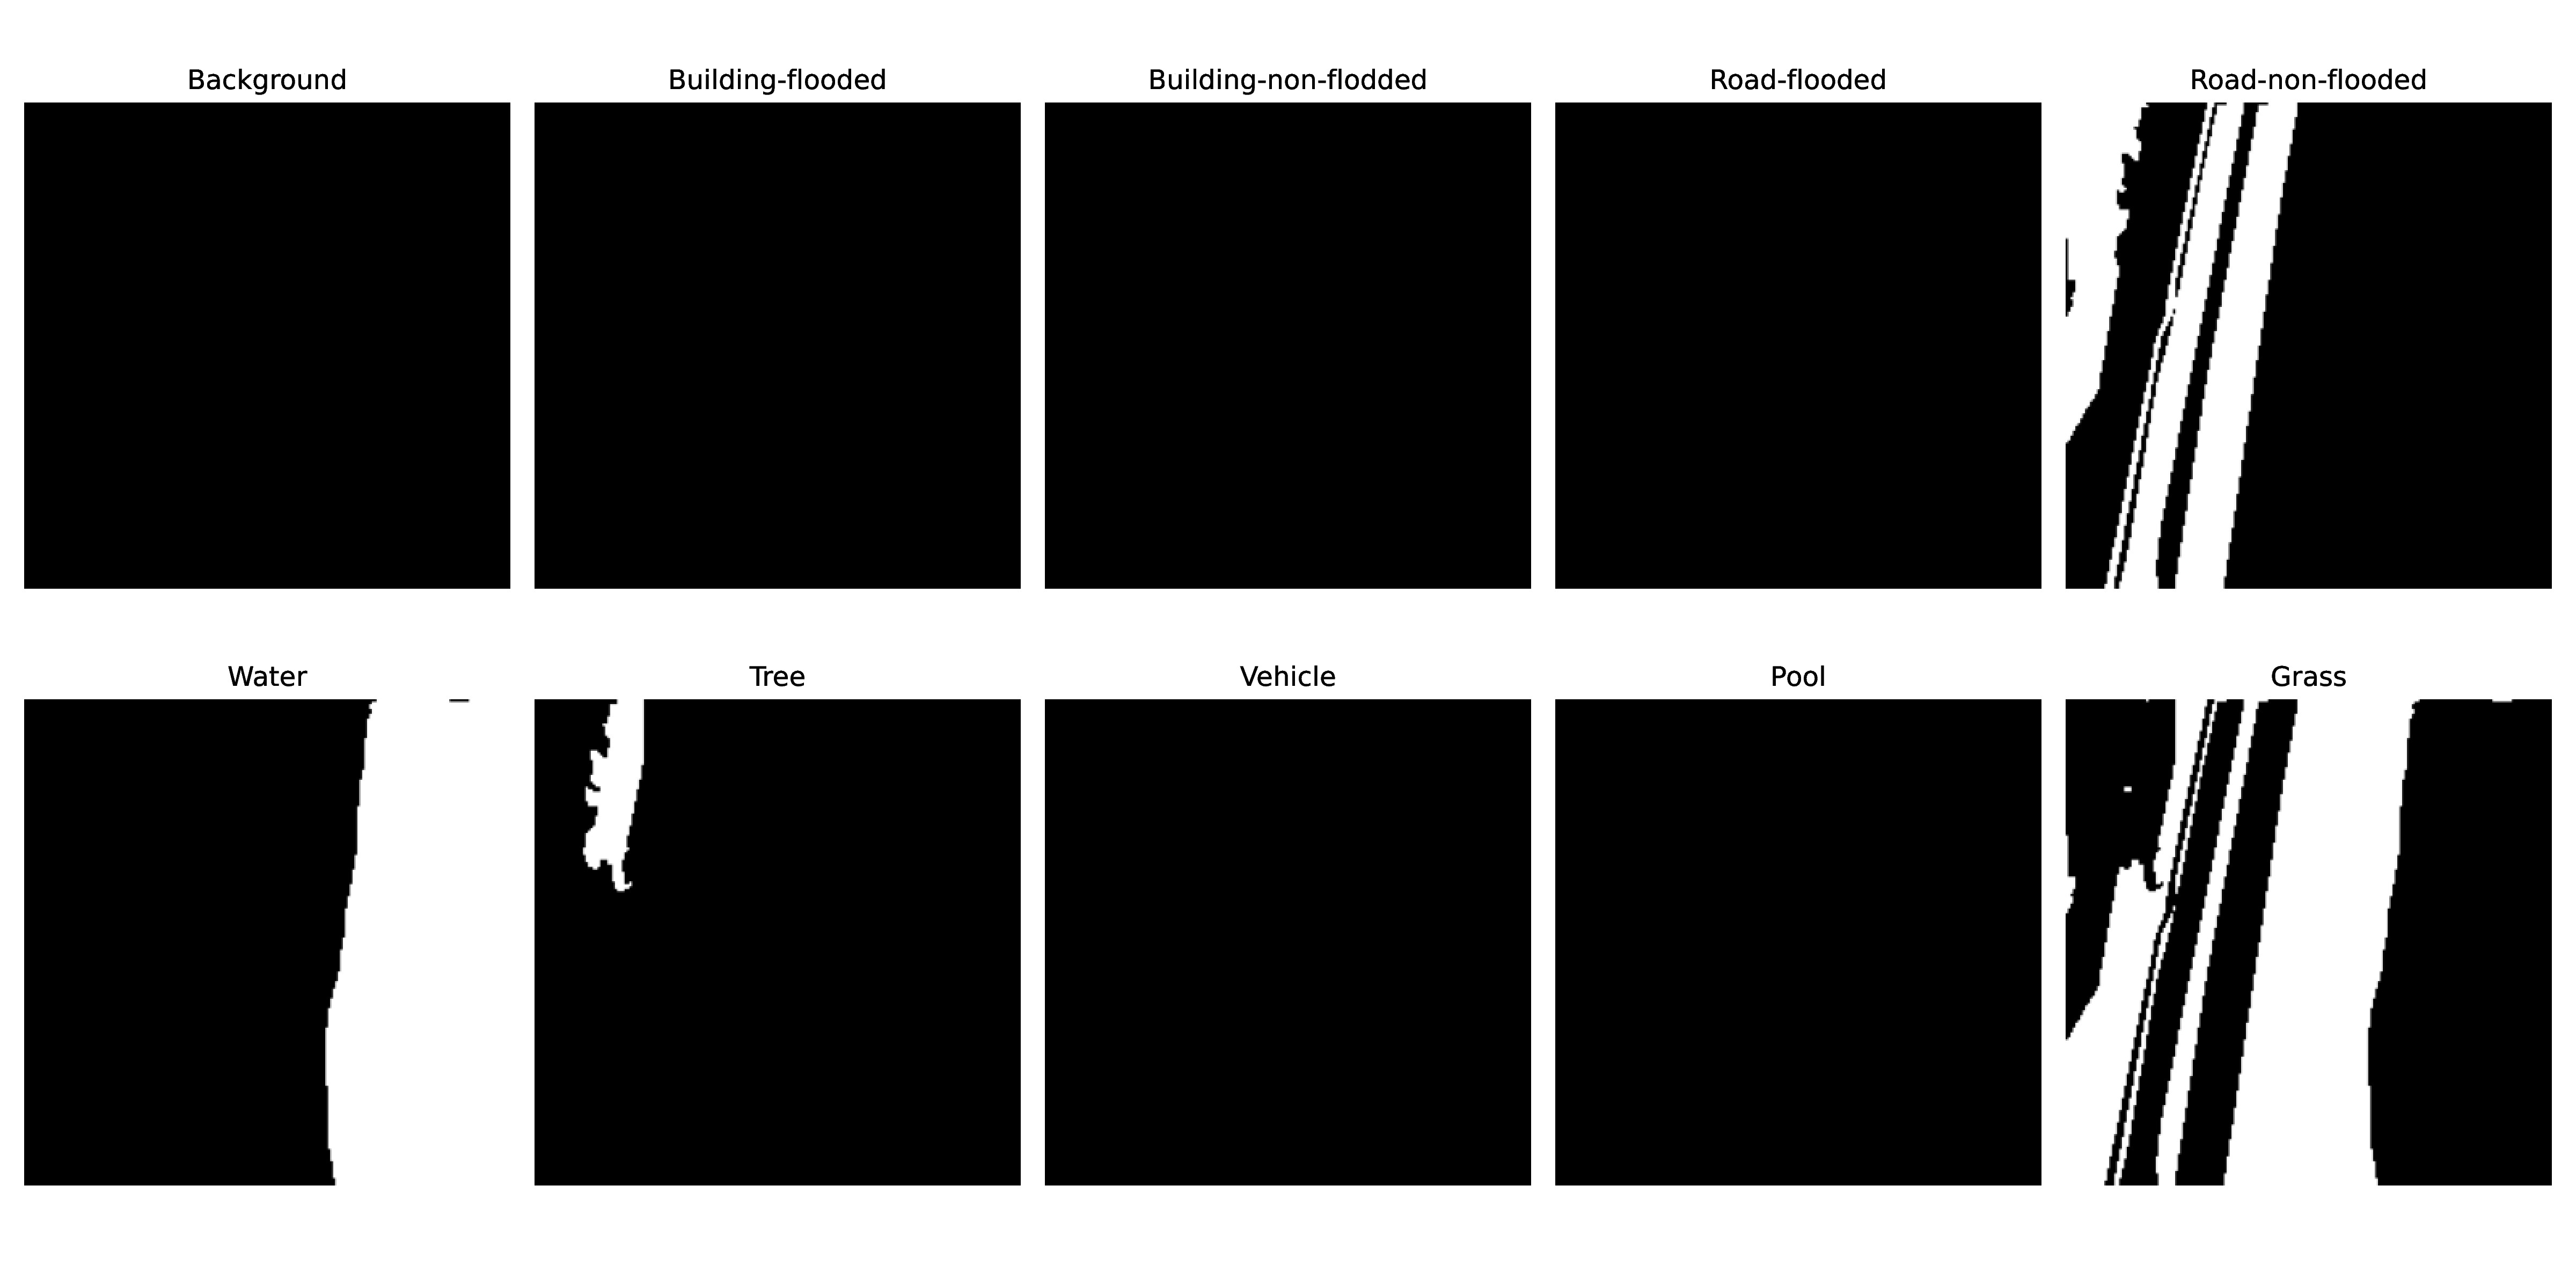 Background
Building-flooded
Building-non-flodded
Road-flooded
Road-non-flooded
Water
Tree
Vehicle
Pool
Grass